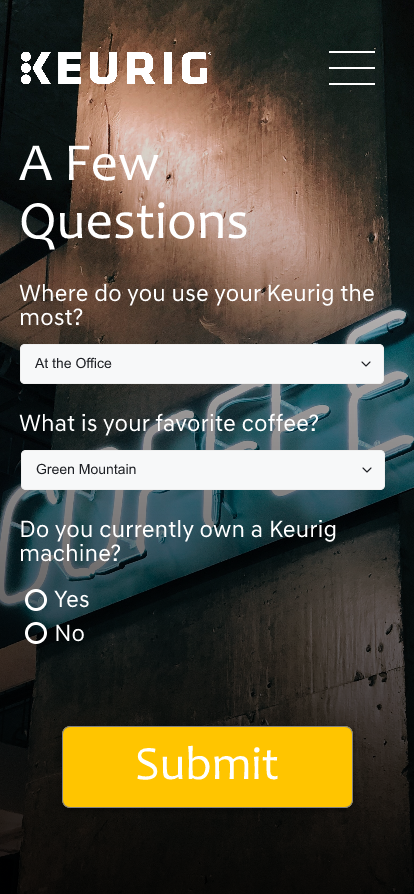 KEURIG
A Few
Questions
Where do you use your Keurig the
most?
At the Office
What is your favorite coffee?
Green Mountain
COFFEE
Do you currently own a Keurig
machine?
Yes
No
Submit